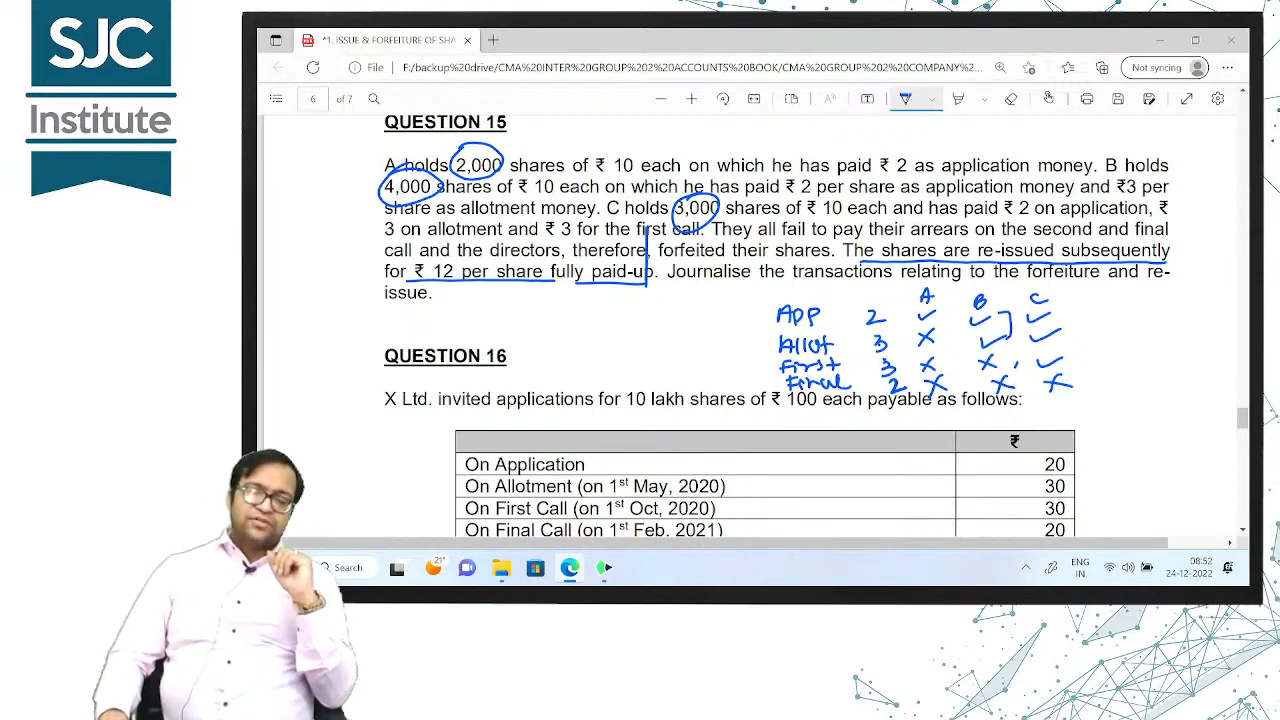 SJC
Institute
*1. ISSUE & FORFEITURE OF SHA
File
F:/backup%20drive/CMA%20INTER%20GROUP%202%20ACCOUNTS%20BOOK/CMA%20GROUP%202%20COMPANY%...
Not syncing
6 of 7
QUESTION 15
A holds 2,000 shares of ₹ 10 each on which he has paid ₹ 2 as application money. B holds
4,000 shares of ₹ 10 each on which he has paid ₹ 2 per share as application money and ₹3 per
share as allotment money. C holds 3,000 shares of ₹ 10 each and has paid ₹ 2 on application, ₹
3 on allotment and ₹ 3 for the first call. They all fail to pay their arrears on the second and final
call and the directors, therefore, forfeited their shares. The shares are re-issued subsequently
for ₹ 12 per share fully paid-up. Journalise the transactions relating to the forfeiture and re-
issue.
A B C
App 2 ✓ ✓ ✓
Allot 3 ✗ ✓ ✓
First 3 ✗ ✗ ✓
Final 2 ✗ ✗ ✗
QUESTION 16
X Ltd. invited applications for 10 lakh shares of ₹ 100 each payable as follows:
₹
On Application 20
On Allotment (on 1st May, 2020) 30
On First Call (on 1st Oct, 2020) 30
On Final Call (on 1st Feb, 2021) 20
Search
21°
ENG
IN
08:52
24-12-2022